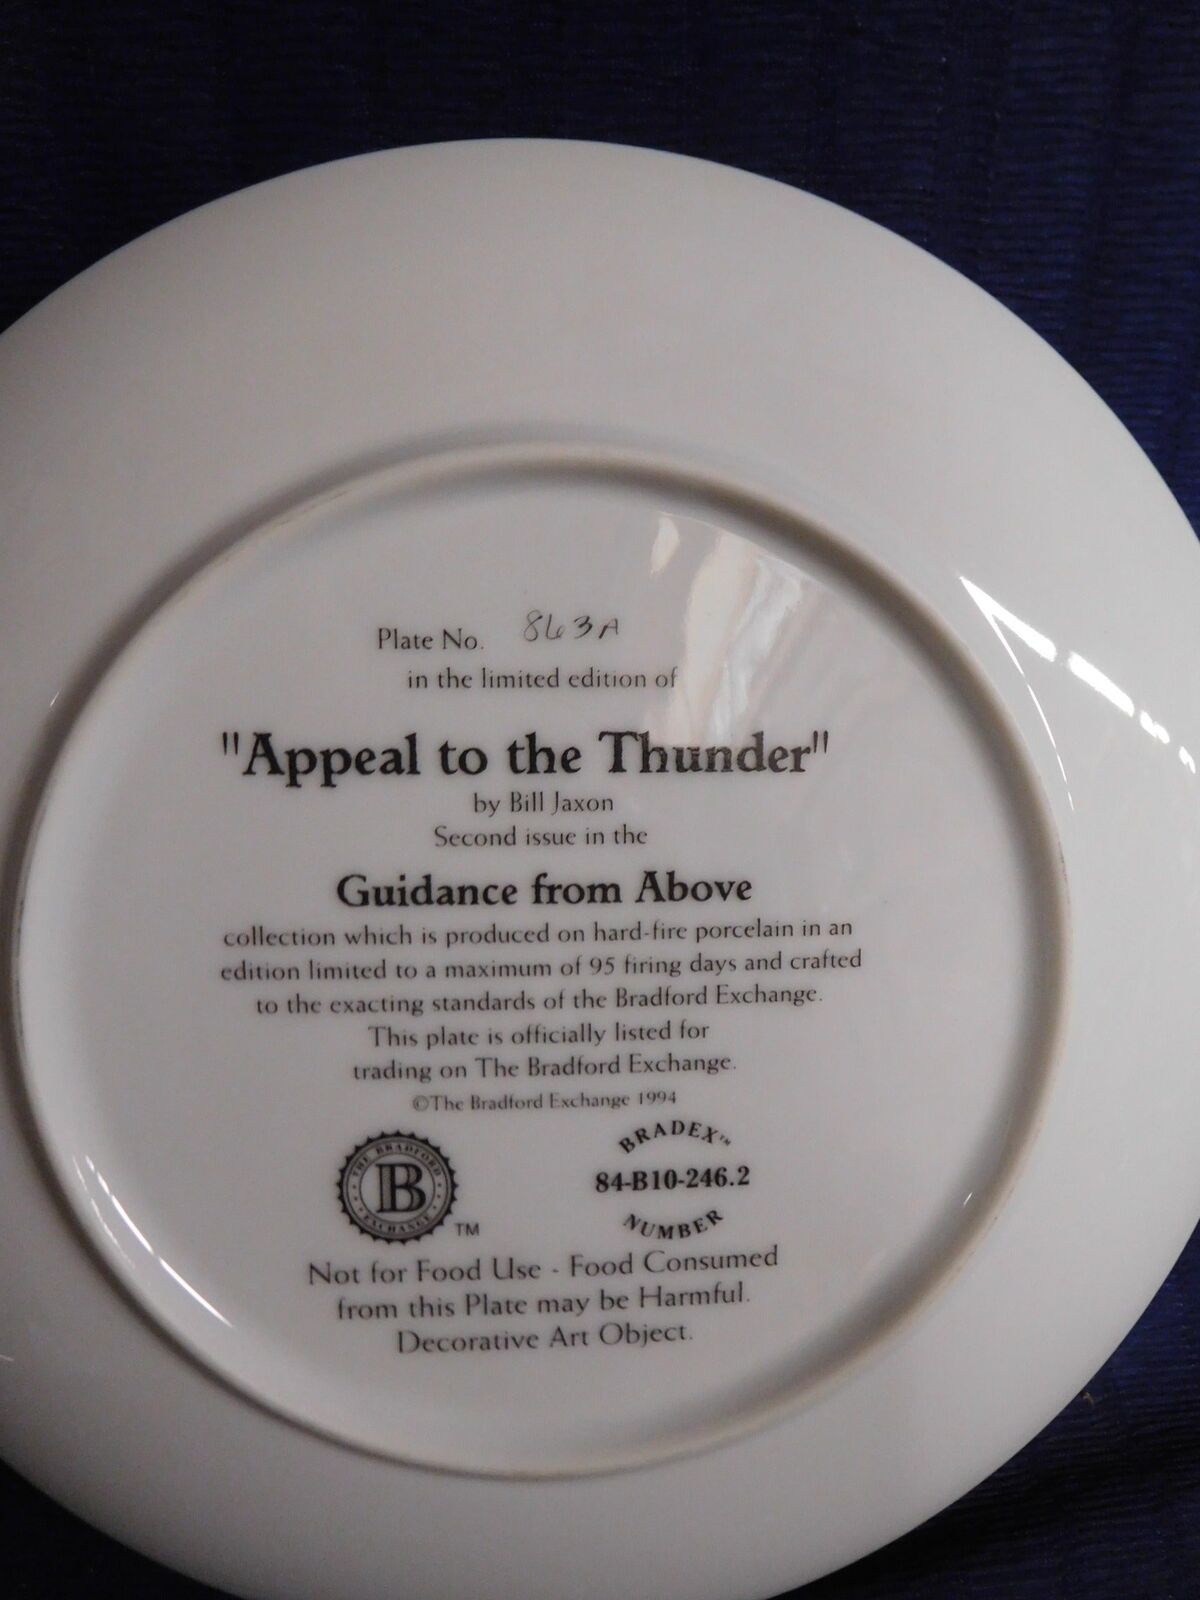 Plate No. 863A
in the limited edition of
"Appeal to the Thunder"
by Bill Jaxon
Second issue in the
Guidance from Above
collection which is produced on hard-fire porcelain in an
edition limited to a maximum of 95 firing days and crafted
to the exacting standards of the Bradford Exchange.
This plate is officially listed for
trading on The Bradford Exchange.
©The Bradford Exchange 1994
THE BRADFORD
B
EXCHANGE
TM
BRADEX™
84-B10-246.2
NUMBER
Not for Food Use - Food Consumed
from this Plate may be Harmful.
Decorative Art Object.